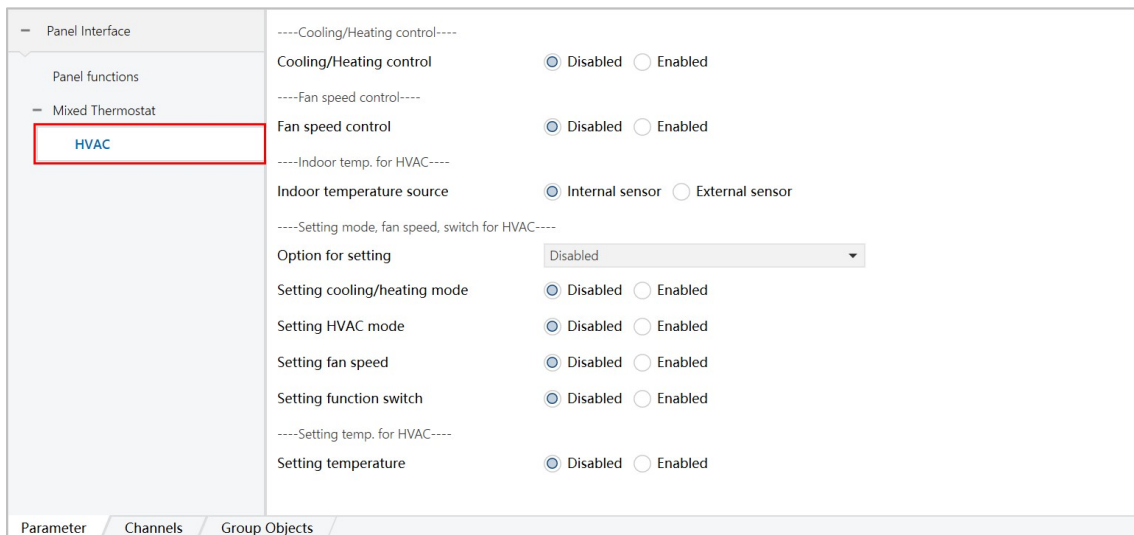 Panel Interface
Panel functions
Mixed Thermostat
HVAC
----Cooling/Heating control----
Cooling/Heating control Disabled Enabled
----Fan speed control----
Fan speed control Disabled Enabled
----Indoor temp. for HVAC----
Indoor temperature source Internal sensor External sensor
----Setting mode, fan speed, switch for HVAC----
Option for setting Disabled
Setting cooling/heating mode Disabled Enabled
Setting HVAC mode Disabled Enabled
Setting fan speed Disabled Enabled
Setting function switch Disabled Enabled
----Setting temp. for HVAC----
Setting temperature Disabled Enabled
Parameter Channels Group Objects